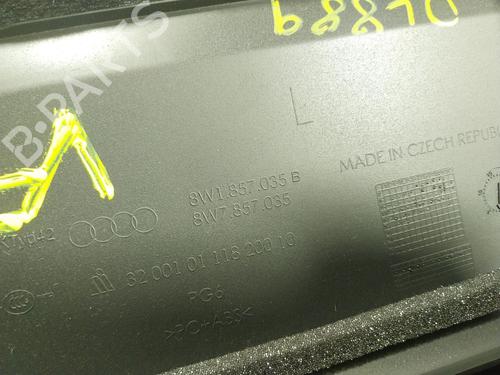 DL889
B-PARTS
L
MADE IN CZECH REPUB
8W1.857.035 B
8W7.857.035
32 001 01 118 200 10
PG6
>PC+ABS<